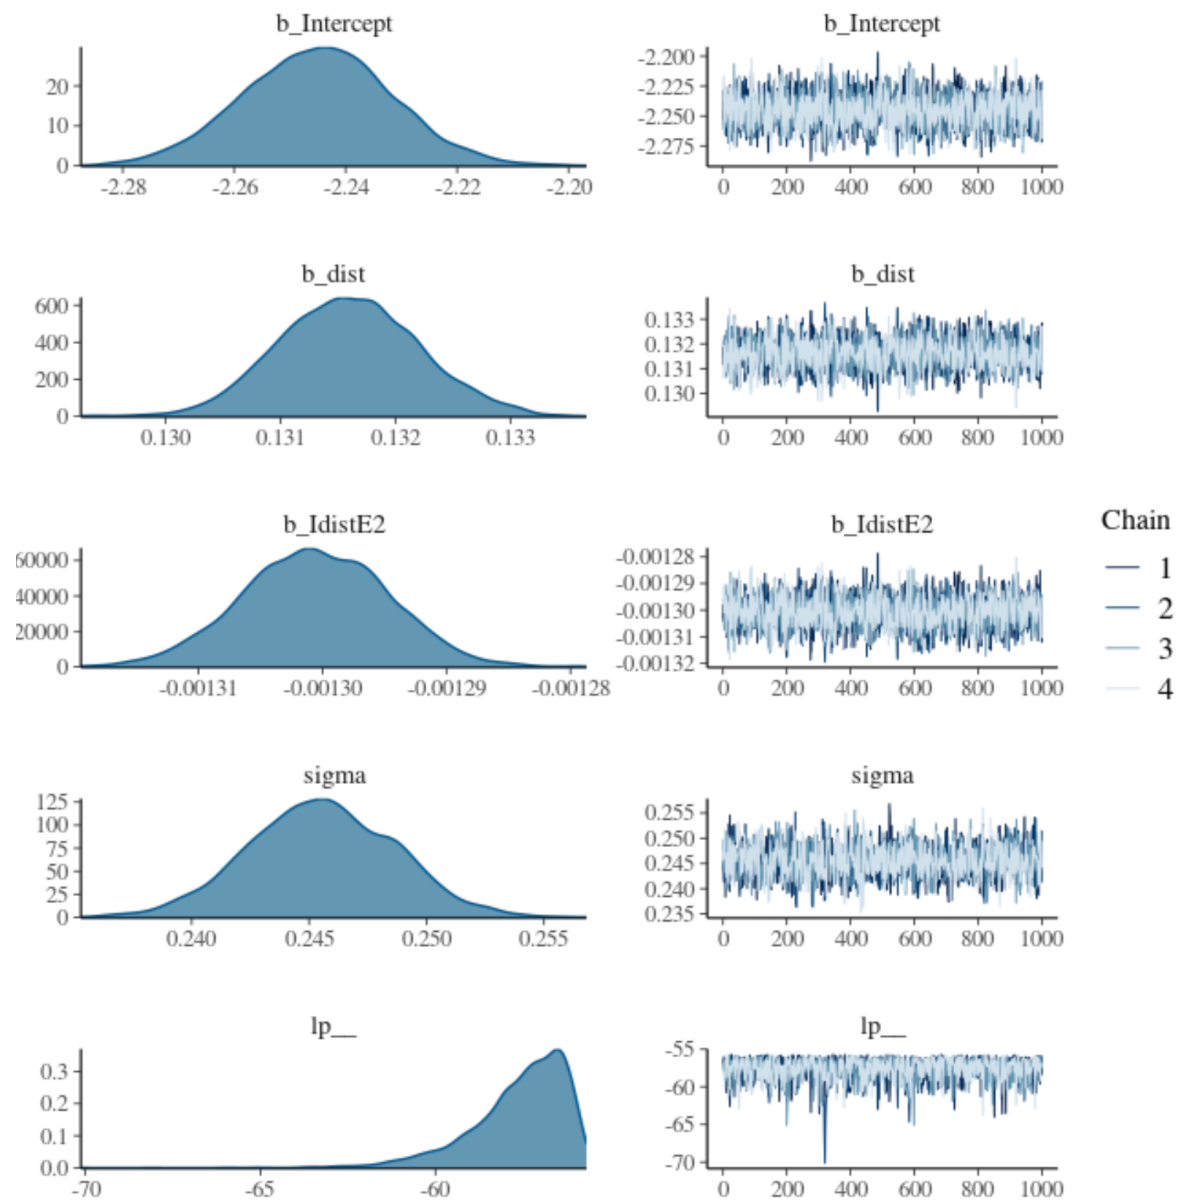 b_Intercept b_Intercept
20
10
0
-2.28 -2.26 -2.24 -2.22 -2.20
-2.200
-2.225
-2.250
-2.275
0 200 400 600 800 1000
b_dist b_dist
600
400
200
0
0.130 0.131 0.132 0.133
0.133
0.132
0.131
0.130
0 200 400 600 800 1000
b_IdistE2 b_IdistE2
60000
40000
20000
0
-0.00131 -0.00130 -0.00129 -0.00128
-0.00128
-0.00129
-0.00130
-0.00131
-0.00132
0 200 400 600 800 1000
Chain
1
2
3
4
sigma sigma
125
100
75
50
25
0
0.240 0.245 0.250 0.255
0.255
0.250
0.245
0.240
0.235
0 200 400 600 800 1000
lp__ lp__
0.3
0.2
0.1
0.0
-70 -65 -60
-55
-60
-65
-70
0 200 400 600 800 1000